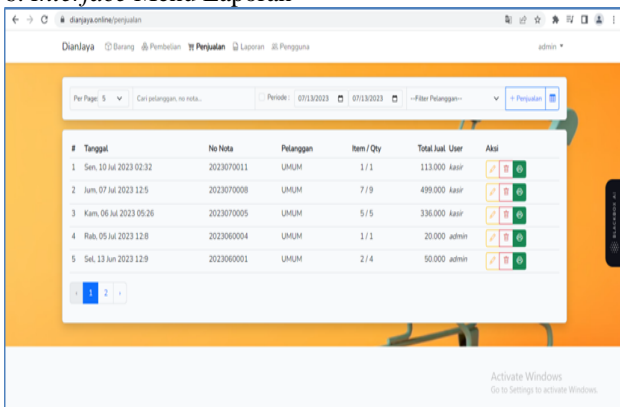 Interface Menu Laporan
dianjaya.online/penjualan
DianJaya Barang Pembelian Penjualan Laporan Pengguna admin
Per Page: 5 Cari pelanggan, no nota.. Periode : 07/13/2023 07/13/2023 --Filter Pelanggan-- + Penjualan
# Tanggal No Nota Pelanggan Item / Qty Total Jual User Aksi
1 Sen, 10 Jul 2023 02:32 2023070011 UMUM 1 / 1 113.000 kasir
2 Jum, 07 Jul 2023 12:5 2023070008 UMUM 7 / 9 499.000 kasir
3 Kam, 06 Jul 2023 05:26 2023070005 UMUM 5 / 5 336.000 kasir
4 Rab, 05 Jul 2023 12:8 2023060004 UMUM 1 / 1 20.000 admin
5 Sel, 13 Jun 2023 12:9 2023060001 UMUM 2 / 4 50.000 admin
‹ 1 2 ›
BLACKBOX AI
Activate Windows
Go to Settings to activate Windows.